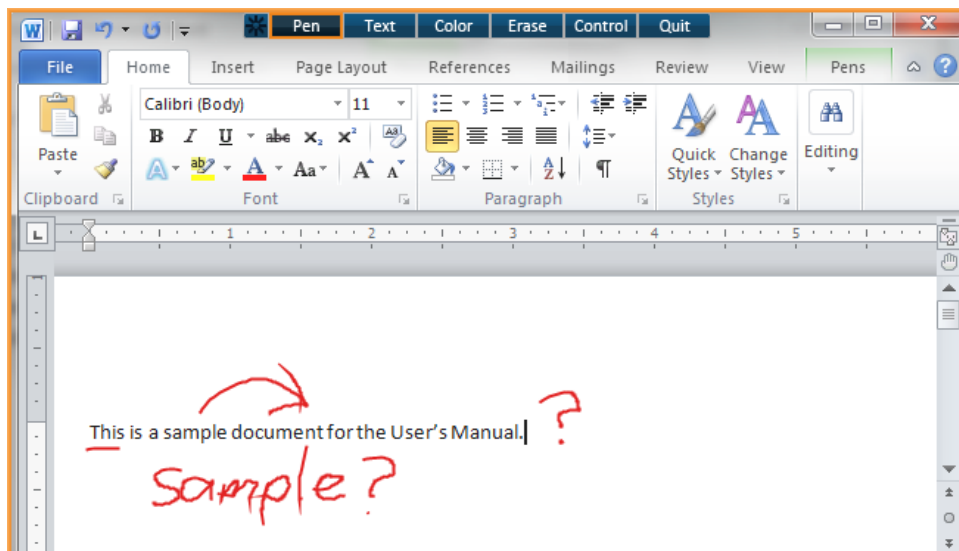 Pen Text Color Erase Control Quit
File Home Insert Page Layout References Mailings Review View Pens
Calibri (Body) 11
B I U abc X₂ X² Aa
Paste A ab A Aa A A A Z Quick Styles Change Styles Editing
Clipboard Font Paragraph Styles
L 1 2 3 4 5
?
This is a sample document for the User's Manual.
sample?